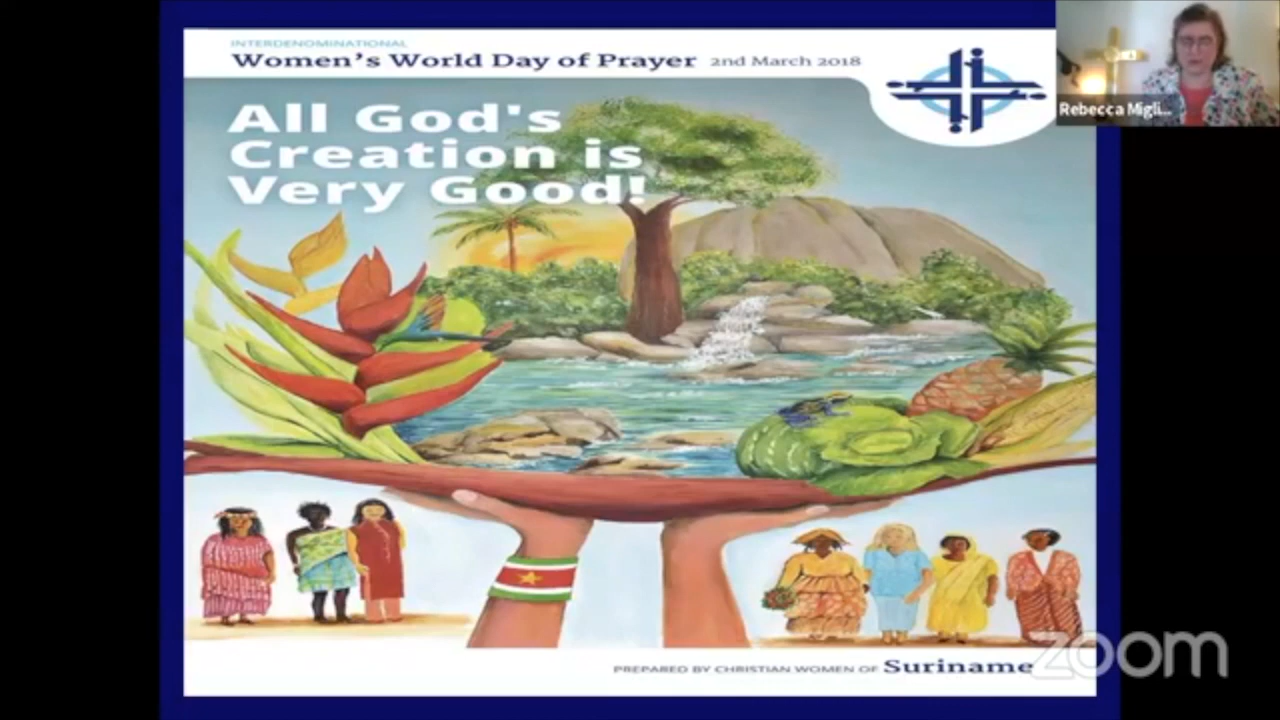 INTERDENOMINATIONAL
Women's World Day of Prayer 2nd March 2018
All God's
Creation is
Very Good!
Rebecca Migli...
PREPARED BY CHRISTIAN WOMEN OF Suriname
zoom